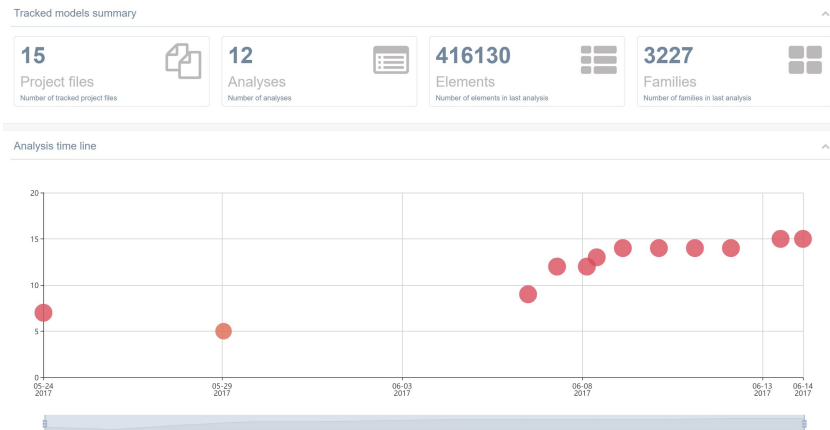 Tracked models summary
15
Project files
Number of tracked project files
12
Analyses
Number of analyses
416130
Elements
Number of elements in last analysis
3227
Families
Number of families in last analysis
Analysis time line
20
15
10
5
0
05-24 05-29 06-03 06-08 06-13 06-14
2017 2017 2017 2017 2017 2017